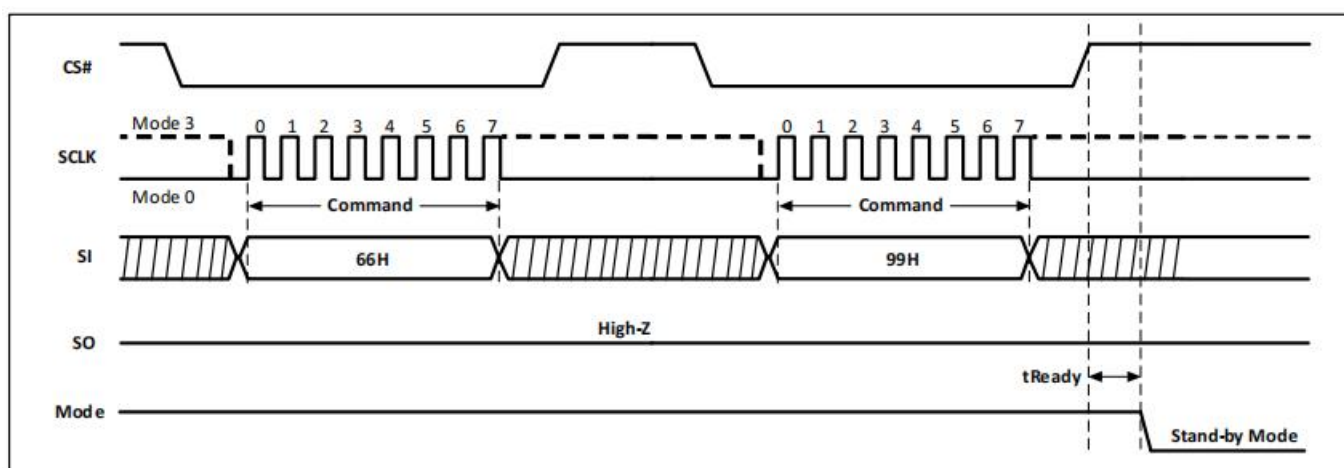 CS#
Mode 3
0 1 2 3 4 5 6 7
0 1 2 3 4 5 6 7
SCLK
Mode 0
Command
Command
SI
66H
99H
High-Z
SO
tReady
Mode
Stand-by Mode